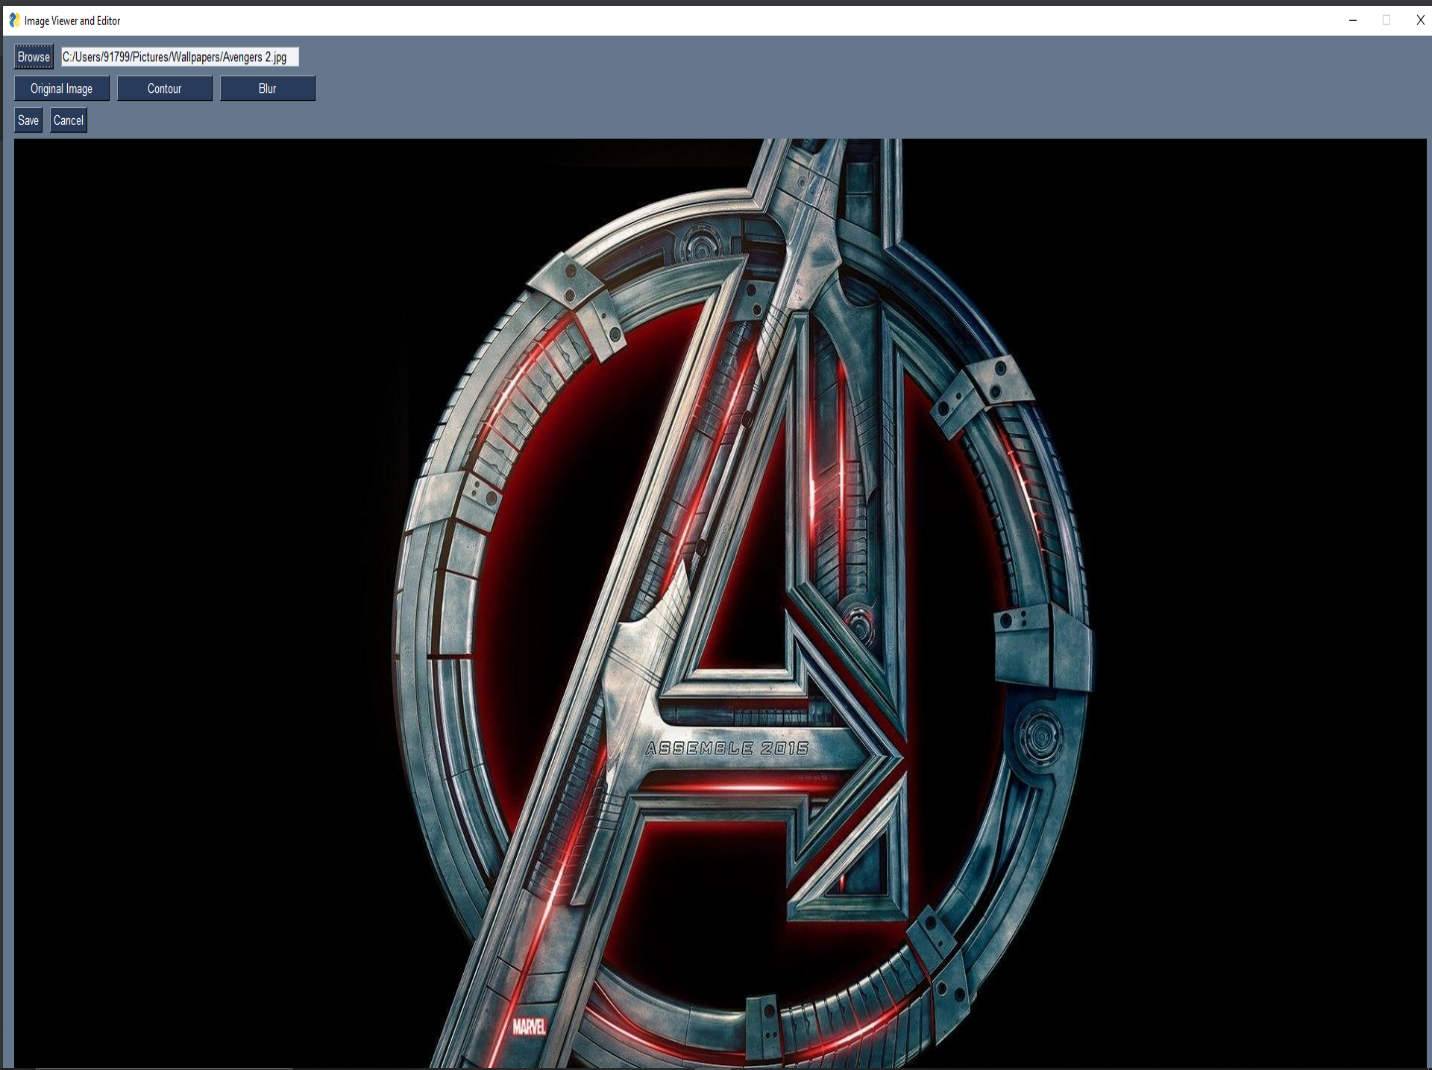 Image Viewer and Editor
Browse C:/Users/91799/Pictures/Wallpapers/Avengers 2.jpg
Original Image Contour Blur
Save Cancel
ASSEMBLE 2015
MARVEL